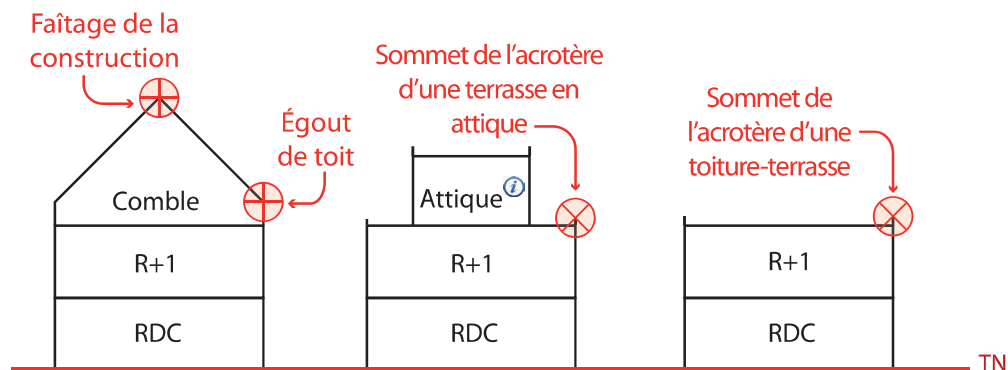 Faîtage de la
construction
Égout
de toit
Comble
R+1
RDC
Sommet de l'acrotère
d'une terrasse en
attique
Attique i
R+1
RDC
Sommet de
l'acrotère d'une
toiture-terrasse
R+1
RDC
TN